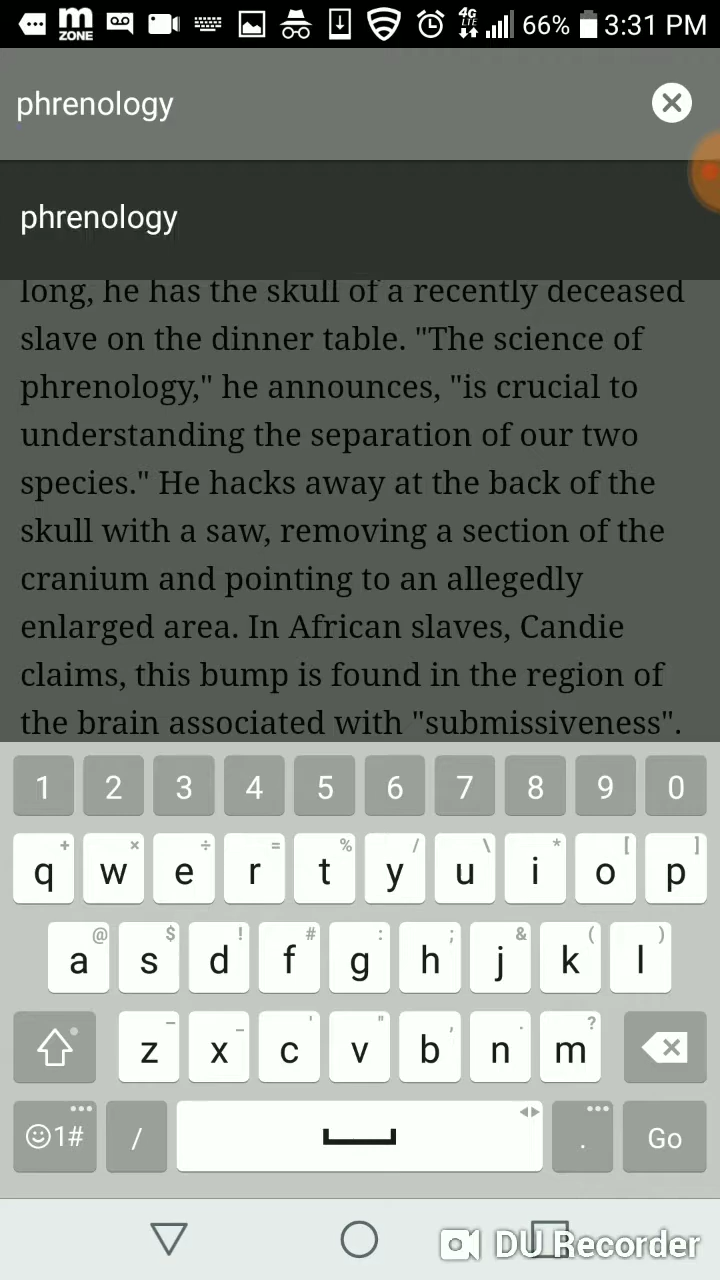 m
ZONE
4G
LTE
66%
3:31 PM
phrenology
phrenology
long, he has the skull of a recently deceased
slave on the dinner table. "The science of
phrenology," he announces, "is crucial to
understanding the separation of our two
species." He hacks away at the back of the
skull with a saw, removing a section of the
cranium and pointing to an allegedly
enlarged area. In African slaves, Candie
claims, this bump is found in the region of
the brain associated with "submissiveness".
1 2 3 4 5 6 7 8 9 0
+ × ÷ = % / \ * [ ]
q w e r t y u i o p
@ $ ! # : ; & ( )
a s d f g h j k l
– _ ' " , . ?
z x c v b n m
1# / . Go
DU Recorder